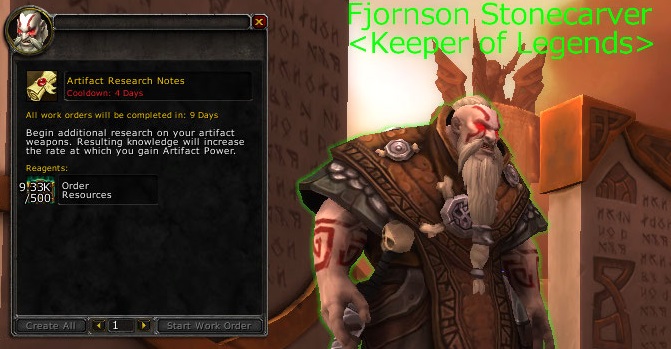 Fjornson Stonecarver
<Keeper of Legends>
Artifact Research Notes
Cooldown: 4 Days
All work orders will be completed in: 9 Days
Begin additional research on your artifact
weapons. Resulting knowledge will increase
the rate at which you gain Artifact Power.
Reagents:
9.33K
/500
Order
Resources
Create All
1
Start Work Order